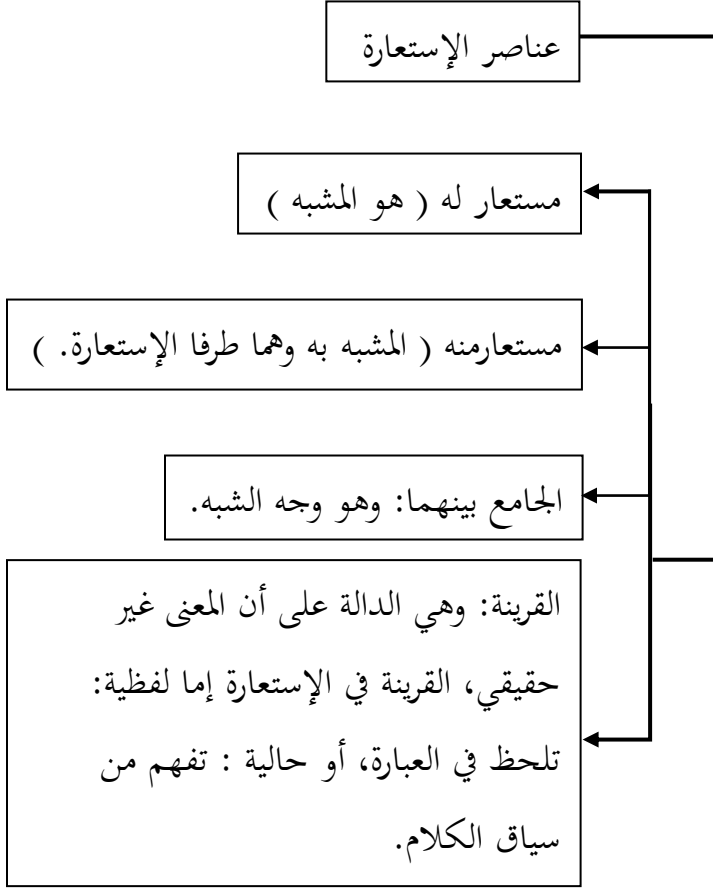 عناصر الإستعارة
مستعار له ( هو المشبه )
مستعارمنه ( المشبه به وهما طرفا الإستعارة. )
الجامع بينهما: وهو وجه الشبه.
القرينة: وهي الدالة على أن المعنى غير
حقيقي، القرينة في الإستعارة إما لفظية:
تلحظ في العبارة، أو حالية : تفهم من
سياق الكلام.